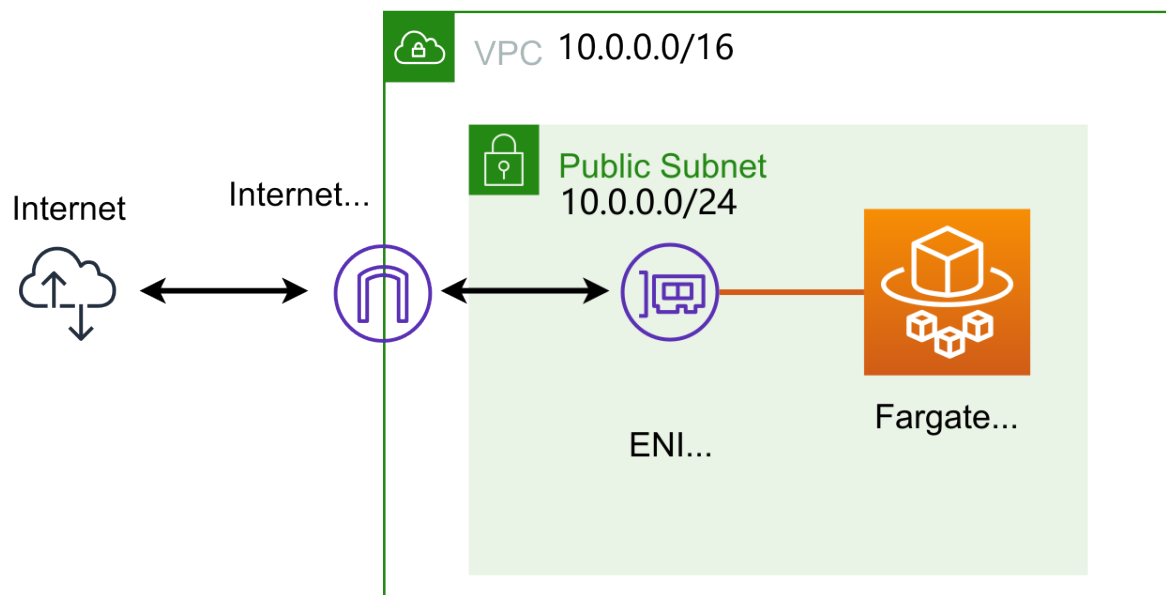 VPC 10.0.0.0/16
Public Subnet
10.0.0.0/24
Internet
Internet...
ENI...
Fargate...